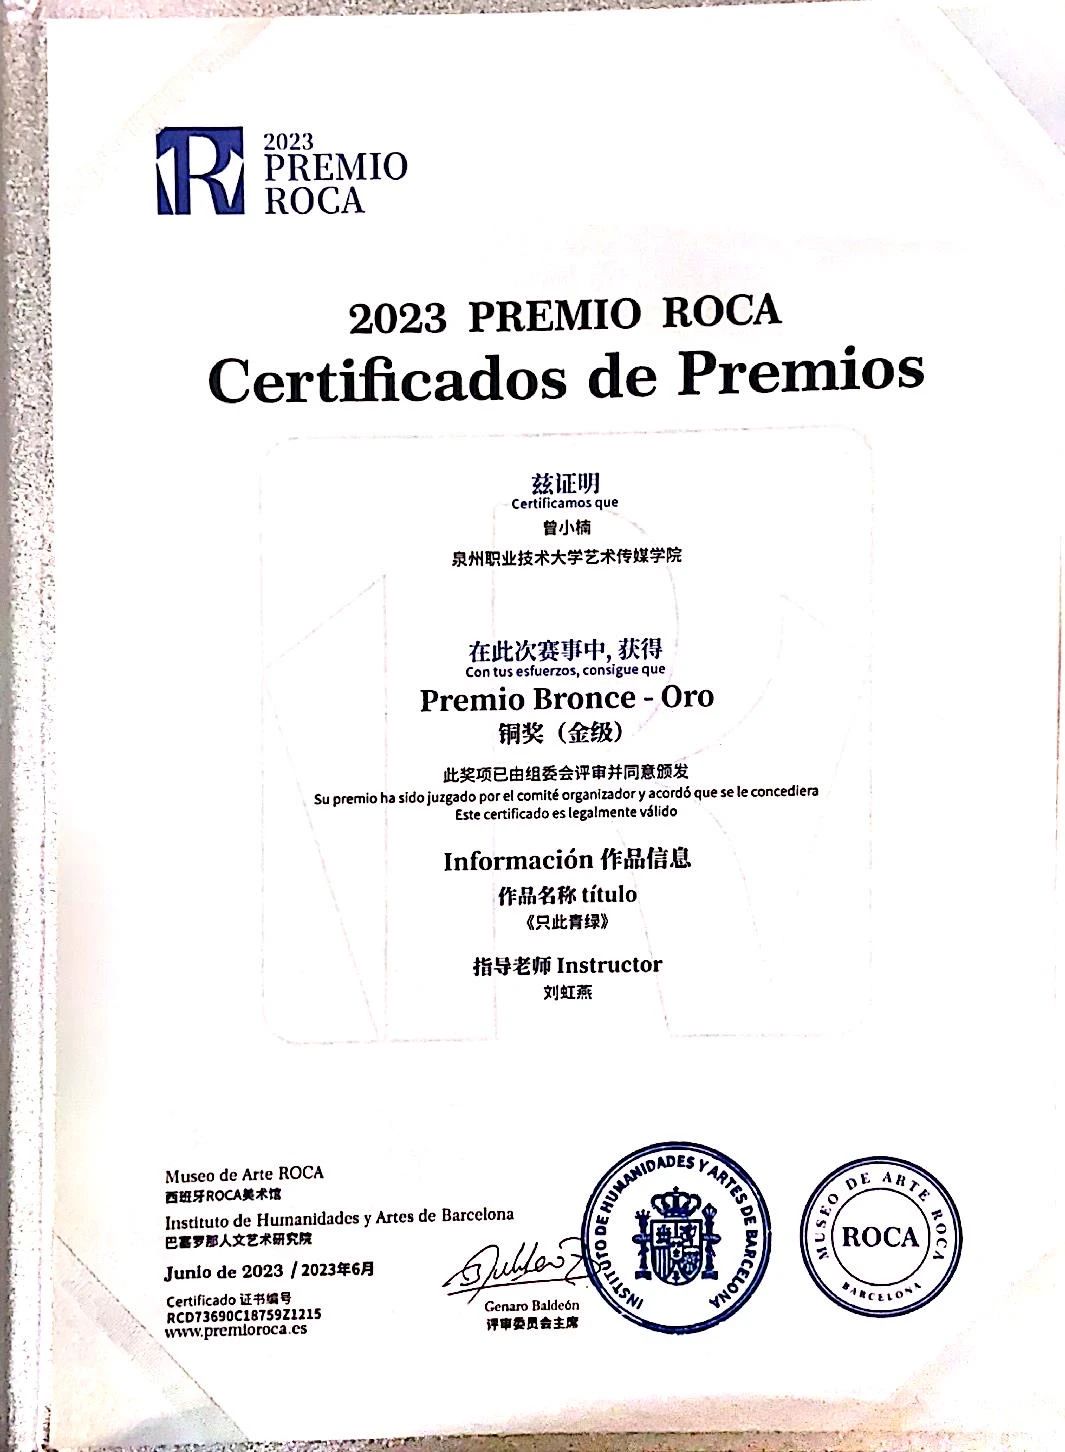 2023
PREMIO
ROCA
2023 PREMIO ROCA
Certificados de Premios
兹证明
Certificamos que
曾小楠
泉州职业技术大学艺术传媒学院
在此次赛事中, 获得
Con tus esfuerzos, consigue que
Premio Bronce - Oro
铜奖（金级）
此奖项已由组委会评审并同意颁发
Su premio ha sido juzgado por el comité organizador y acordó que se le concediera
Este certificado es legalmente válido
Información 作品信息
作品名称 título
《只此青绿》
指导老师 Instructor
刘虹燕
Museo de Arte ROCA
西班牙ROCA美术馆
Instituto de Humanidades y Artes de Barcelona
巴塞罗那人文艺术研究院
Junio de 2023 / 2023年6月
Certificado 证书编号
RCD73690C18759Z1215
www.premioroca.es
Genaro Baldeón
评审委员会主席
INSTITUTO DE HUMANIDADES Y ARTES DE BARCELONA
MUSEO DE ARTE ROCA
ROCA
BARCELONA